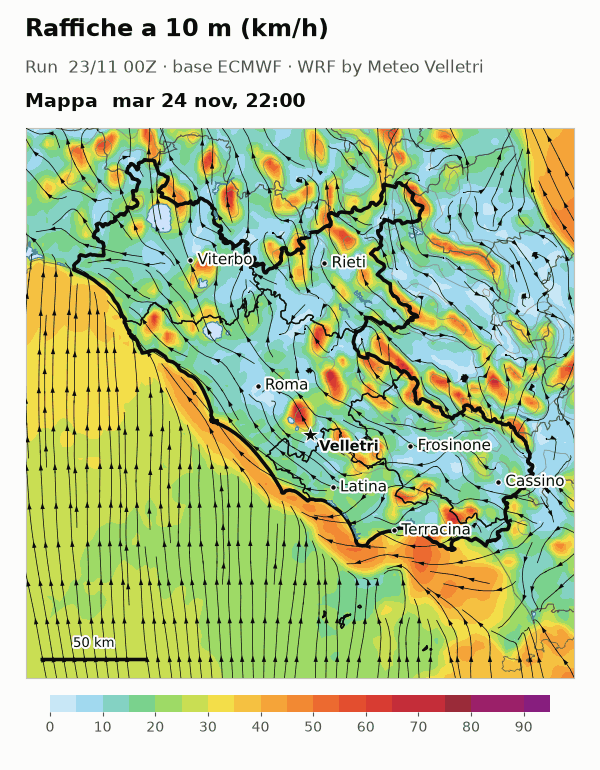 Raffiche a 10 m (km/h)
Run  23/11 00Z · base ECMWF · WRF by Meteo Velletri
Mappa  mar 24 nov, 22:00
Viterbo
Rieti
Roma
Velletri
Frosinone
Latina
Cassino
Terracina
50 km
0 10 20 30 40 50 60 70 80 90